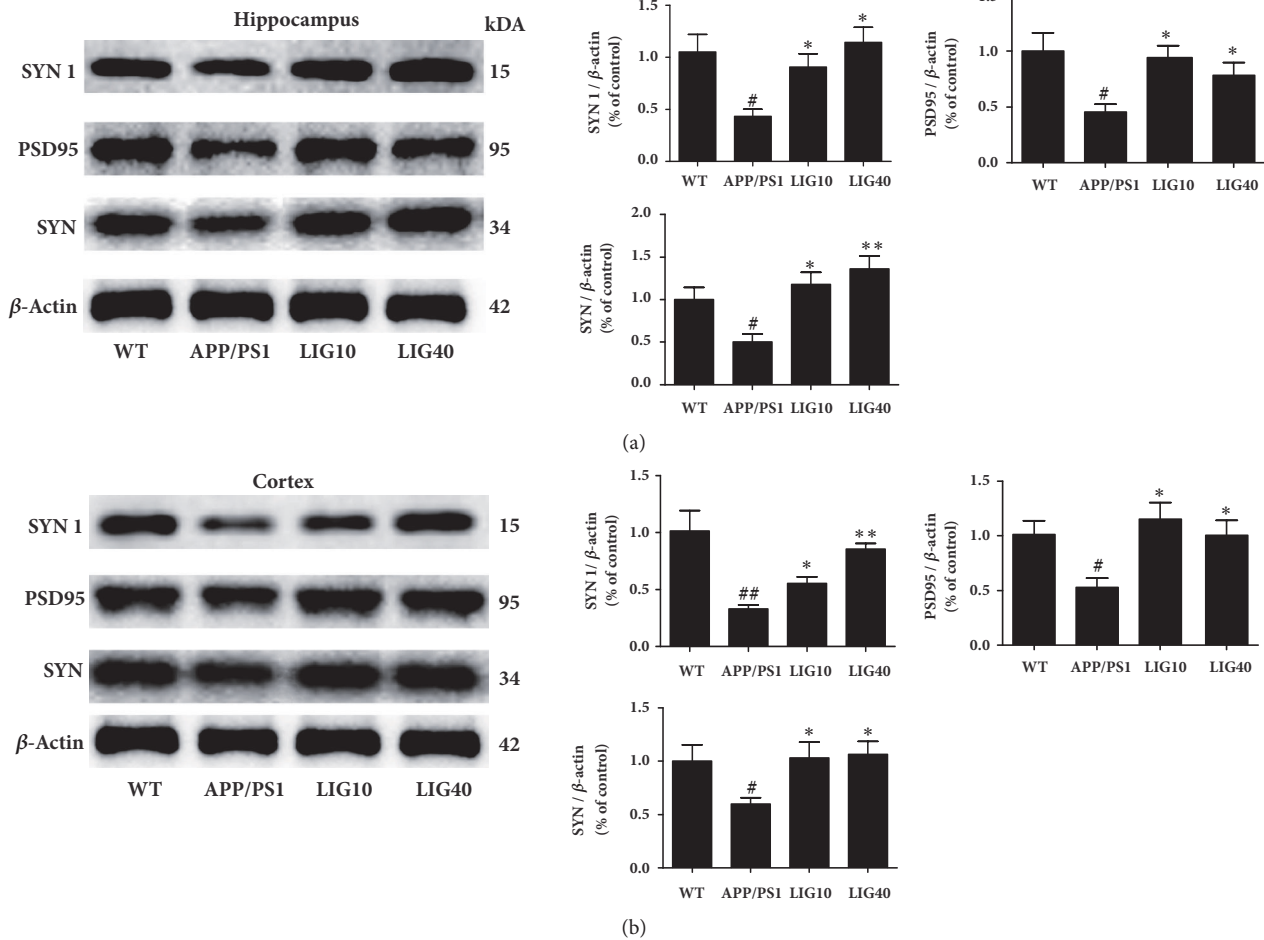 Hippocampus
kDA
SYN 1
15
PSD95
95
SYN
34
β-Actin
42
WT APP/PS1 LIG10 LIG40
SYN 1 / β-actin
(% of control)
1.5
1.0
0.5
0.0
#
*
*
WT APP/PS1 LIG10 LIG40
PSD95 / β-actin
(% of control)
1.5
1.0
0.5
0.0
#
*
*
WT APP/PS1 LIG10 LIG40
SYN / β-actin
(% of control)
2.0
1.5
1.0
0.5
0.0
#
*
**
WT APP/PS1 LIG10 LIG40
(a)
Cortex
SYN 1
15
PSD95
95
SYN
34
β-Actin
42
WT APP/PS1 LIG10 LIG40
SYN 1/ β-actin
(% of control)
1.5
1.0
0.5
0.0
##
*
**
WT APP/PS1 LIG10 LIG40
PSD95 / β-actin
(% of control)
1.5
1.0
0.5
0.0
#
*
*
WT APP/PS1 LIG10 LIG40
SYN / β-actin
(% of control)
1.5
1.0
0.5
0.0
#
*
*
WT APP/PS1 LIG10 LIG40
(b)